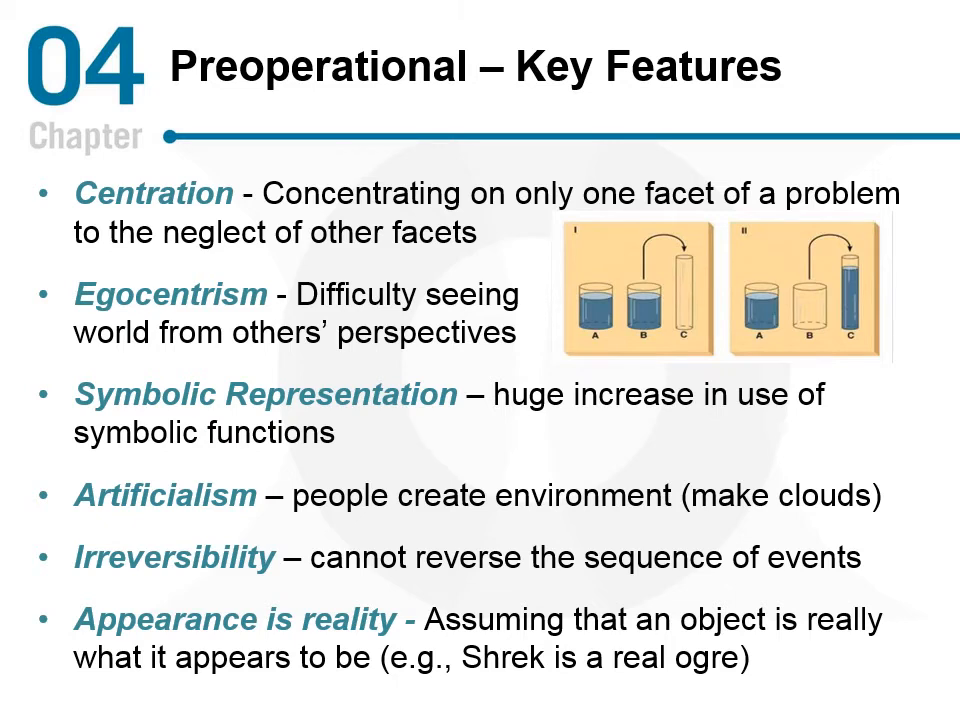 04
Chapter
Preoperational – Key Features
• Centration - Concentrating on only one facet of a problem
to the neglect of other facets
• Egocentrism - Difficulty seeing
world from others’ perspectives
I
A B C
II
A B C
• Symbolic Representation – huge increase in use of
symbolic functions
• Artificialism – people create environment (make clouds)
• Irreversibility – cannot reverse the sequence of events
• Appearance is reality - Assuming that an object is really
what it appears to be (e.g., Shrek is a real ogre)